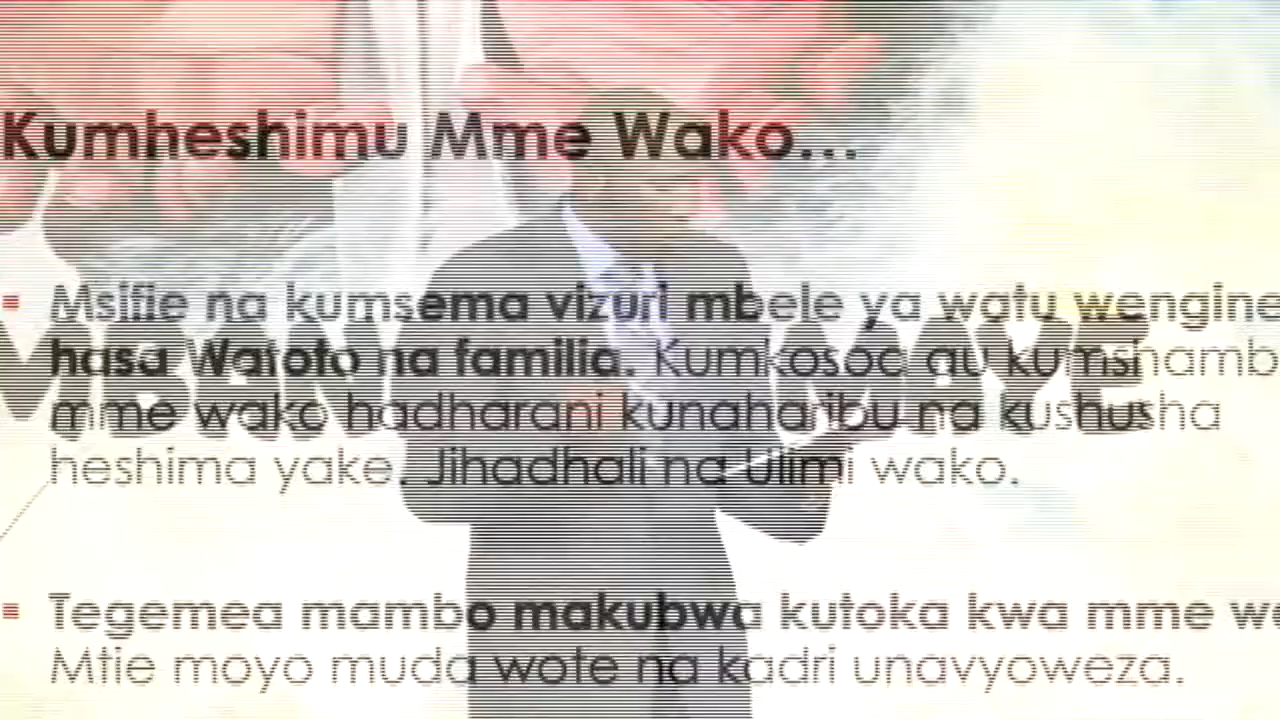 Kumheshimu Mme Wako...
▪ Msifie na kumsema vizuri mbele ya watu wengine
hasa Watoto na familia. Kumkosoa au kumshamb
mme wako hadharani kunaharibu na kushusha
heshima yake. Jihadhali na Ulimi wako.
▪ Tegemea mambo makubwa kutoka kwa mme w
Mtie moyo muda wote na kadri unavyoweza.